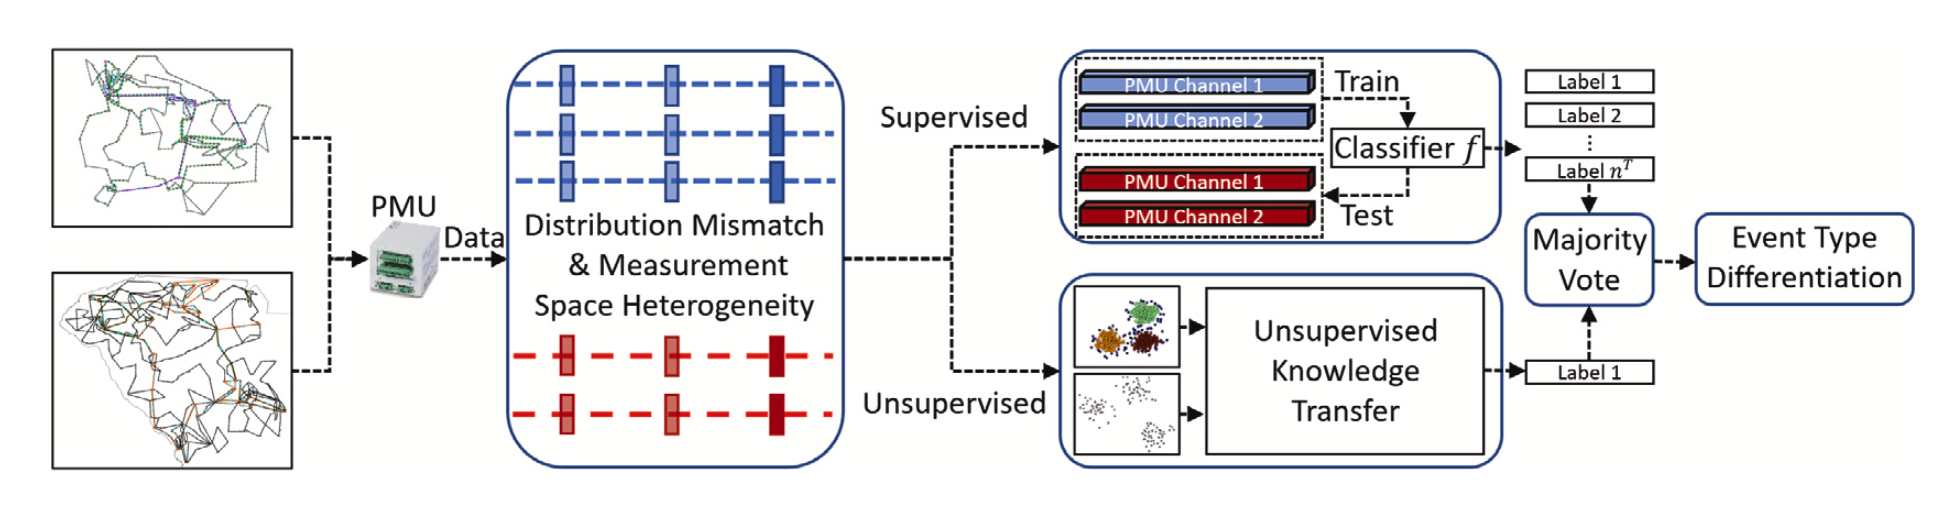 PMU
Data
Distribution Mismatch
& Measurement
Space Heterogeneity
Supervised
Unsupervised
PMU Channel 1
PMU Channel 2
Train
Classifier f
PMU Channel 1
PMU Channel 2
Test
Unsupervised
Knowledge
Transfer
Label 1
Label 2
⋮
Label nᵀ
Majority
Vote
Label 1
Event Type
Differentiation